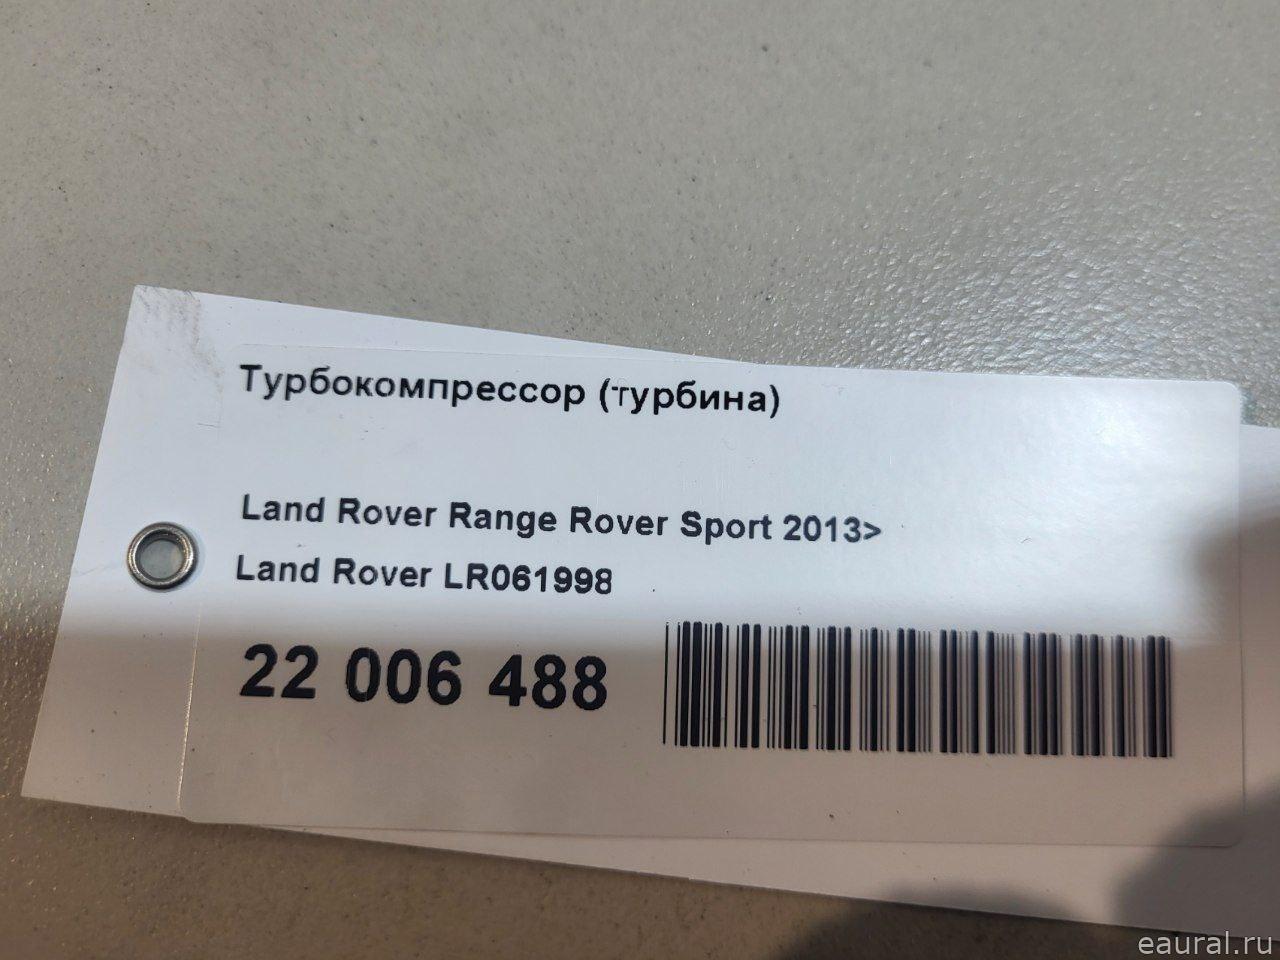 Турбокомпрессор (турбина)
Land Rover Range Rover Sport 2013>
Land Rover LR061998
22 006 488
eaural.ru